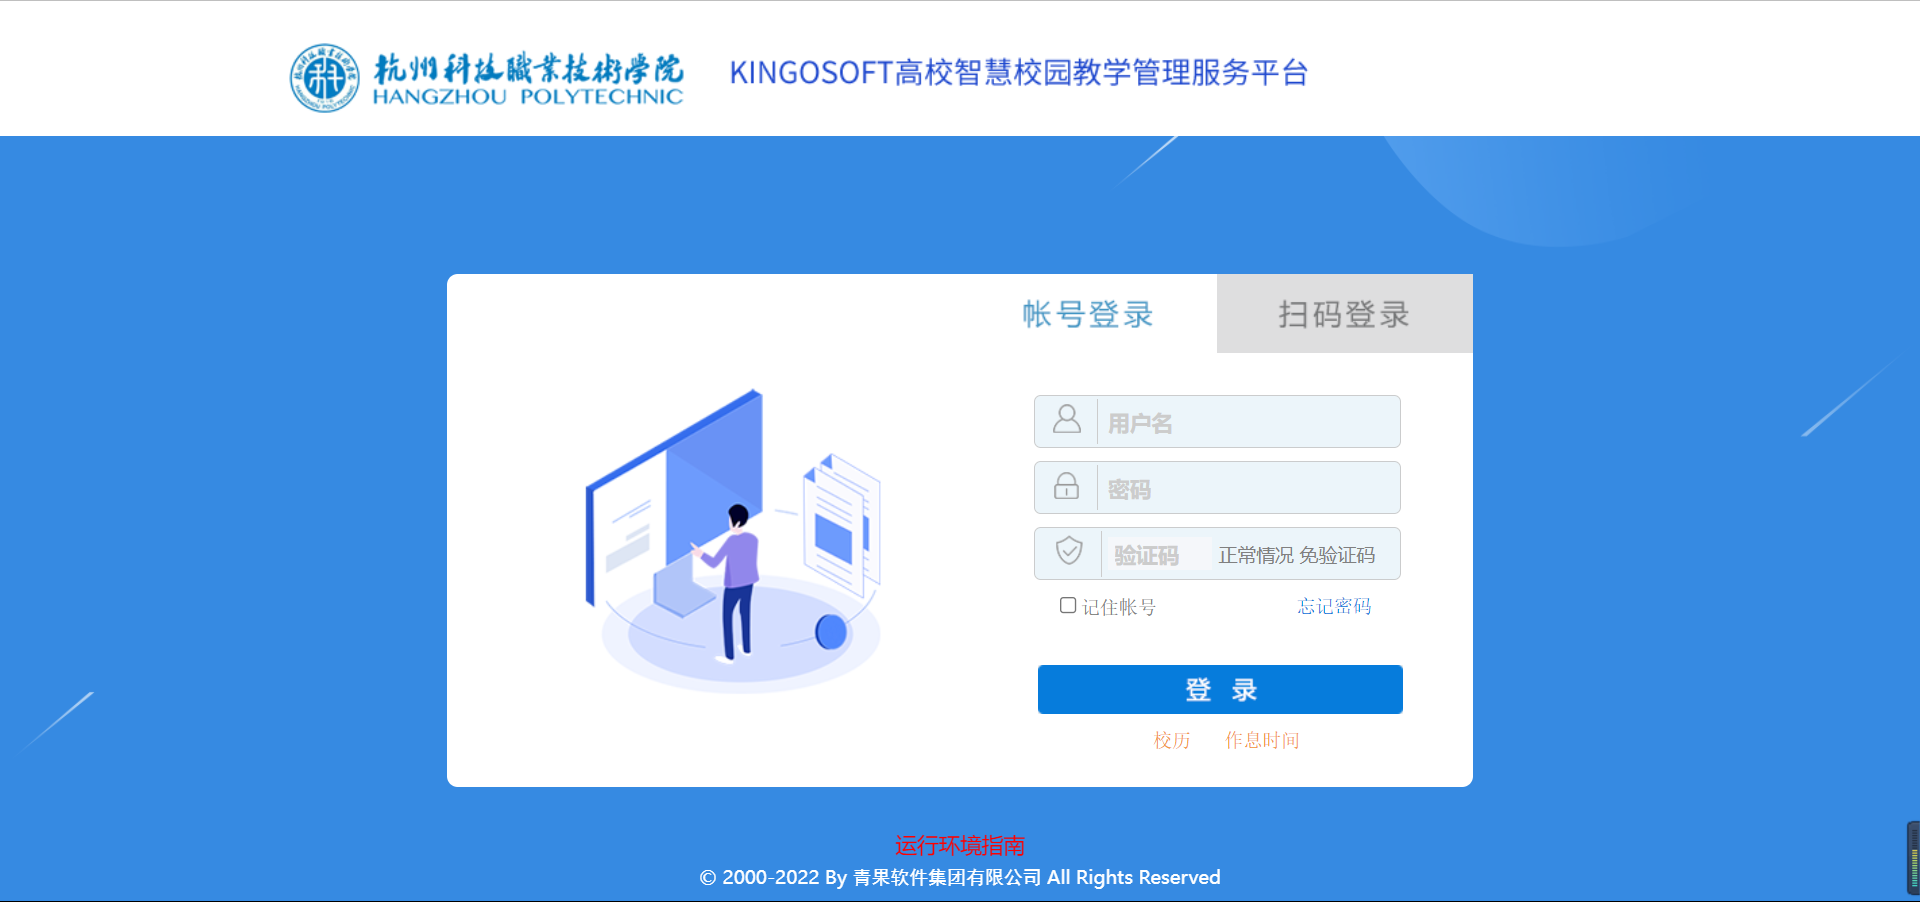 杭州科技職業技術學院
HANGZHOU POLYTECHNIC
KINGOSOFT高校智慧校园教学管理服务平台
帐号登录
扫码登录
用户名
密码
验证码 正常情况 免验证码
记住帐号 忘记密码
登 录
校历 作息时间
运行环境指南
© 2000-2022 By 青果软件集团有限公司 All Rights Reserved